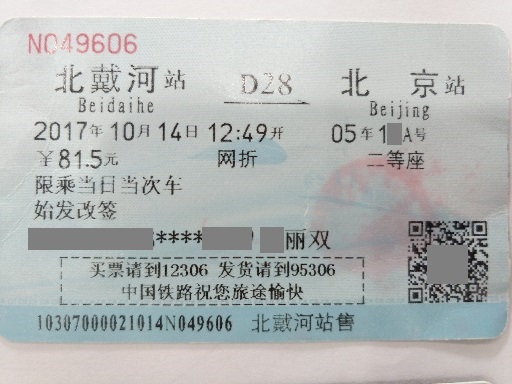 N049606
北戴河站 D28 北京站
Beidaihe Beijing
2017年10月14日12:49开 05车1 A号
￥81.5元 网折 二等座
限乘当日当次车
始发改签
**** 丽双
买票请到12306 发货请到95306
中国铁路祝您旅途愉快
10307000021014N049606 北戴河站售